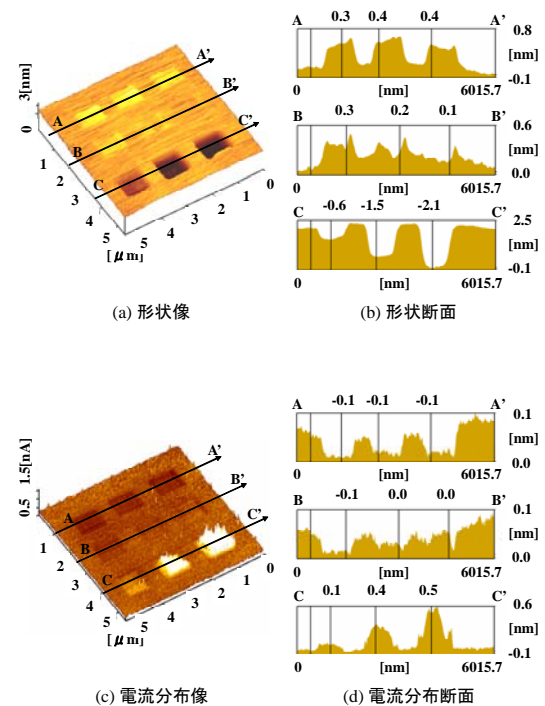 3[nm]
0
A
A'
B
B'
C
C'
1
2
3
4
5
5
4
3
2
1
0
[μm]
(a) 形状像
A 0.3 0.4 0.4 A'
0.8
[nm]
-0.1
0 [nm] 6015.7
B 0.3 0.2 0.1 B'
0.6
[nm]
0.0
0 [nm] 6015.7
C -0.6 -1.5 -2.1 C'
2.5
[nm]
-0.1
0 [nm] 6015.7
(b) 形状断面
0.5 1.5[nA]
A
A'
B
B'
C
C'
1
2
3
4
5
5
4
3
2
1
0
[μm]
(c) 電流分布像
A -0.1 -0.1 -0.1 A'
0.1
[nm]
0.0
0 [nm] 6015.7
B -0.1 0.0 0.0 B'
0.1
[nm]
0.0
0 [nm] 6015.7
C 0.1 0.4 0.5 C'
0.6
[nm]
-0.1
0 [nm] 6015.7
(d) 電流分布断面